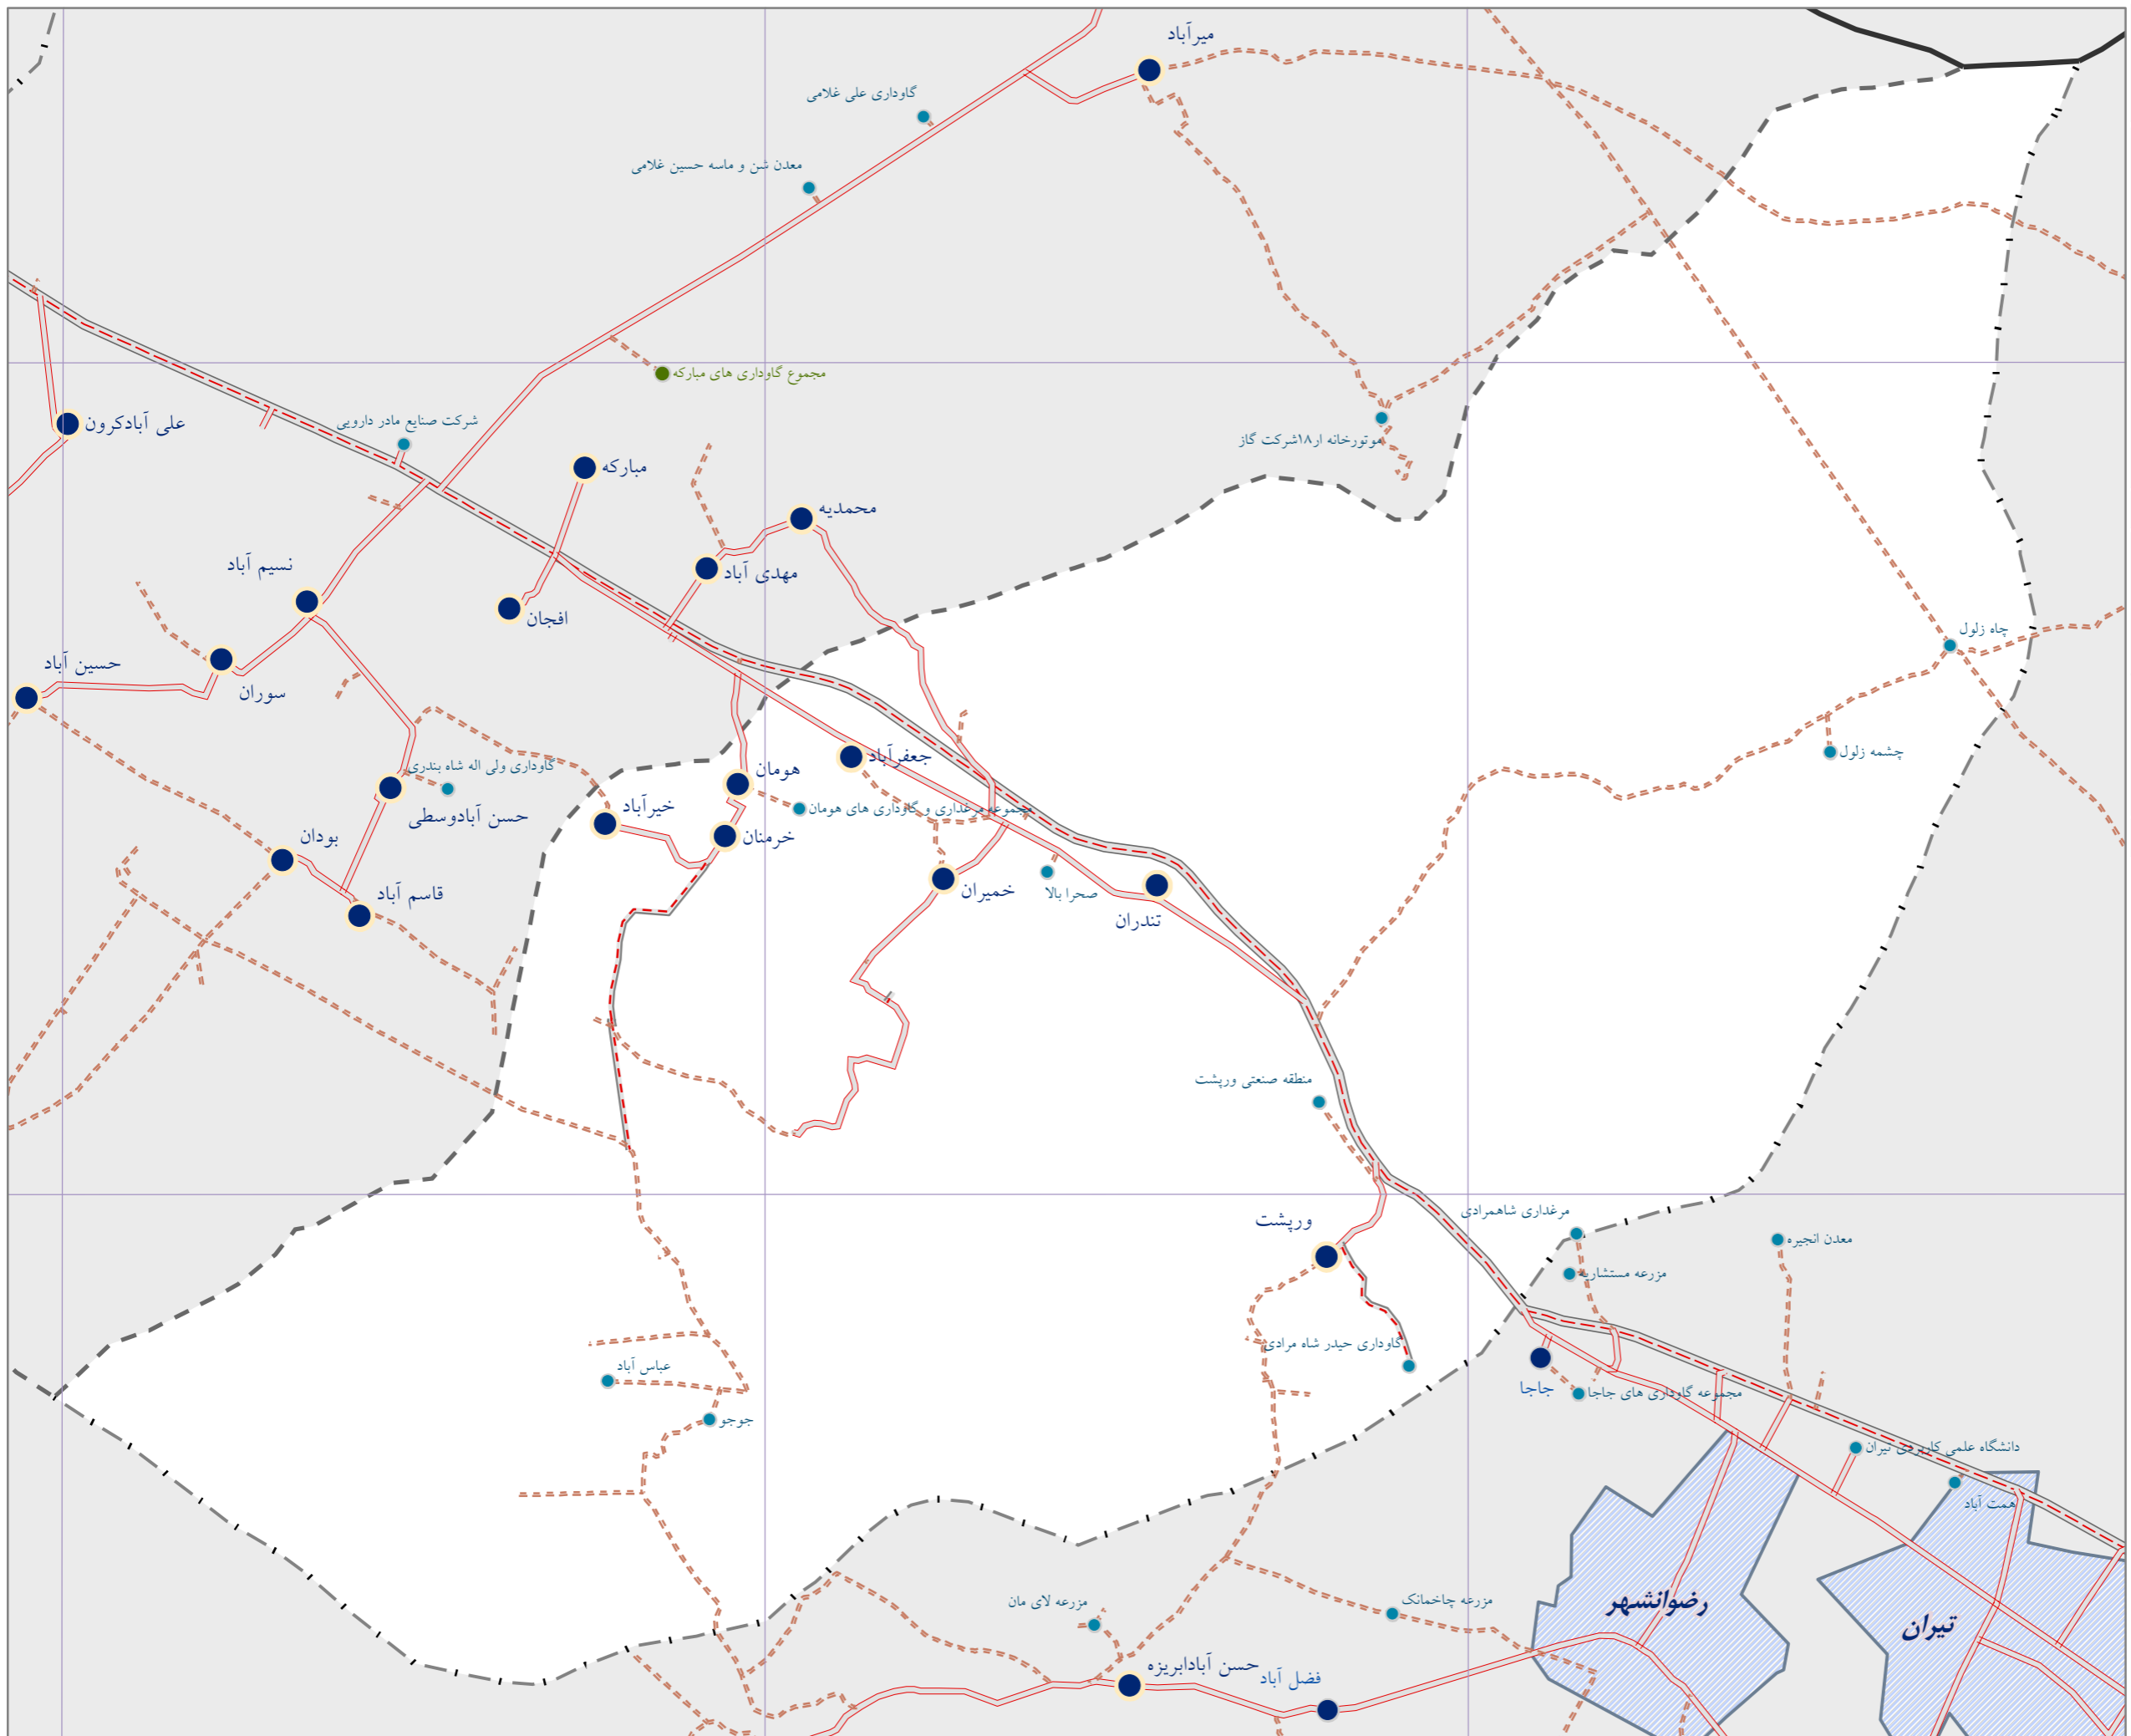 میرآباد
گاوداری علی غلامی
معدن شن و ماسه حسین غلامی
مجموع گاوداری های مبارکه
علی آبادکرون
شرکت صنایع مادر دارویی
موتورخانه ار۱۸شرکت گاز
مبارکه
محمدیه
نسیم آباد
مهدی آباد
افجان
چاه زلول
حسین آباد
سوران
چشمه زلول
جعفرآباد
گاوداری ولی اله شاه بندری
هومان
خیرآباد
مجموعه مرغداری و گاوداری های هومان
حسن آبادوسطی
بودان
خرمنان
قاسم آباد
خمیران
صحرا بالا
تندران
منطقه صنعتی ورپشت
ورپشت
مرغداری شاهمرادی
معدن انجیره
مزرعه مستشاریه
گاوداری حیدر شاه مرادی
عباس آباد
جاجا
مجموعه گاوداری های جاجا
جوجو
دانشگاه علمی کاربردی تیران
همت آباد
مزرعه لای مان
مزرعه چاخمانک
رضوانشهر
تیران
حسن آبادابریزه
فضل آباد